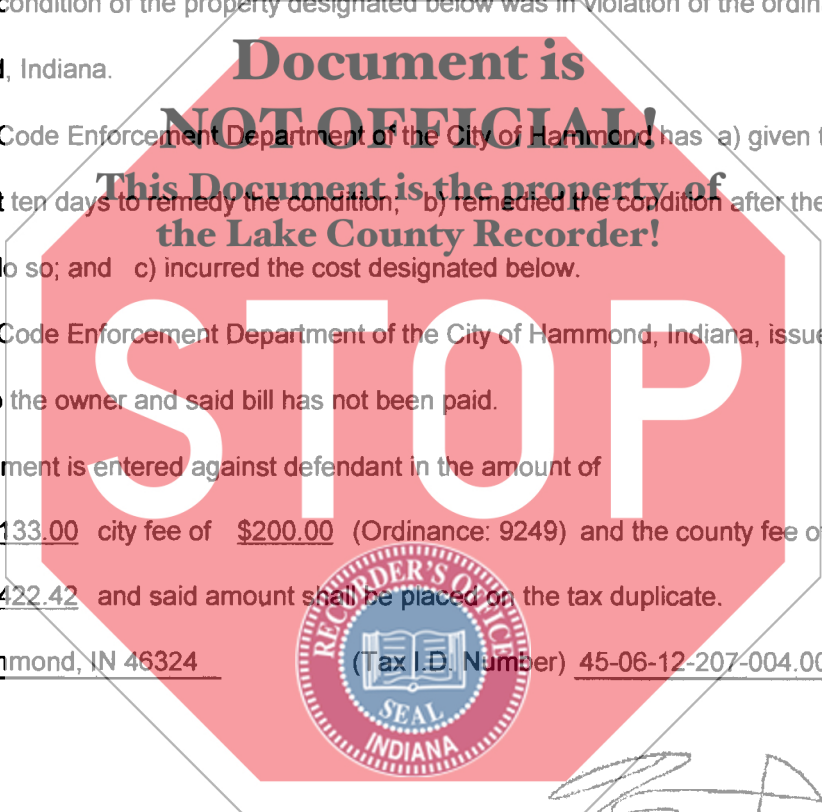 condition of the property designated below was in violation of the ordin
Document is
d, Indiana.
NOT OFFICIAL!
Code Enforcement Department of the City of Hammond has a) given t
This Document is the property of
t ten days to remedy the condition; b) remedied the condition after the
the Lake County Recorder!
o so; and c) incurred the cost designated below.
STOP
Code Enforcement Department of the City of Hammond, Indiana, issue
the owner and said bill has not been paid.
ment is entered against defendant in the amount of
133.00 city fee of $200.00 (Ordinance: 9249) and the county fee o
422.42 and said amount shall be placed on the tax duplicate.
mmond, IN 46324 (Tax I.D. Number) 45-06-12-207-004.00
RECORDER'S OFFICE
SEAL
INDIANA